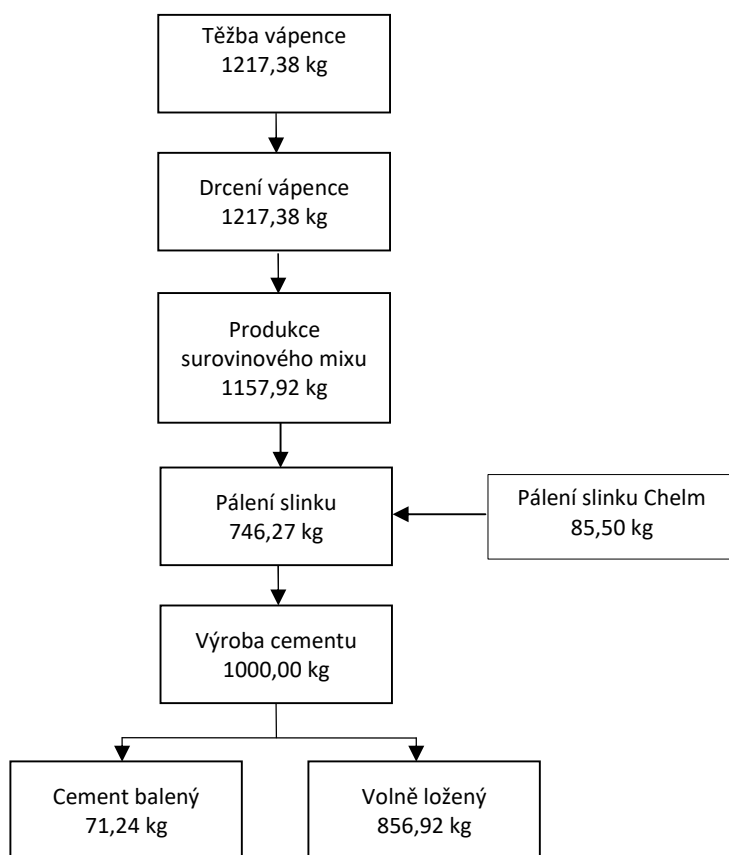 Těžba vápence
1217,38 kg
Drcení vápence
1217,38 kg
Produkce
surovinového mixu
1157,92 kg
Pálení slinku
746,27 kg
Pálení slinku Chelm
85,50 kg
Výroba cementu
1000,00 kg
Cement balený
71,24 kg
Volně ložený
856,92 kg